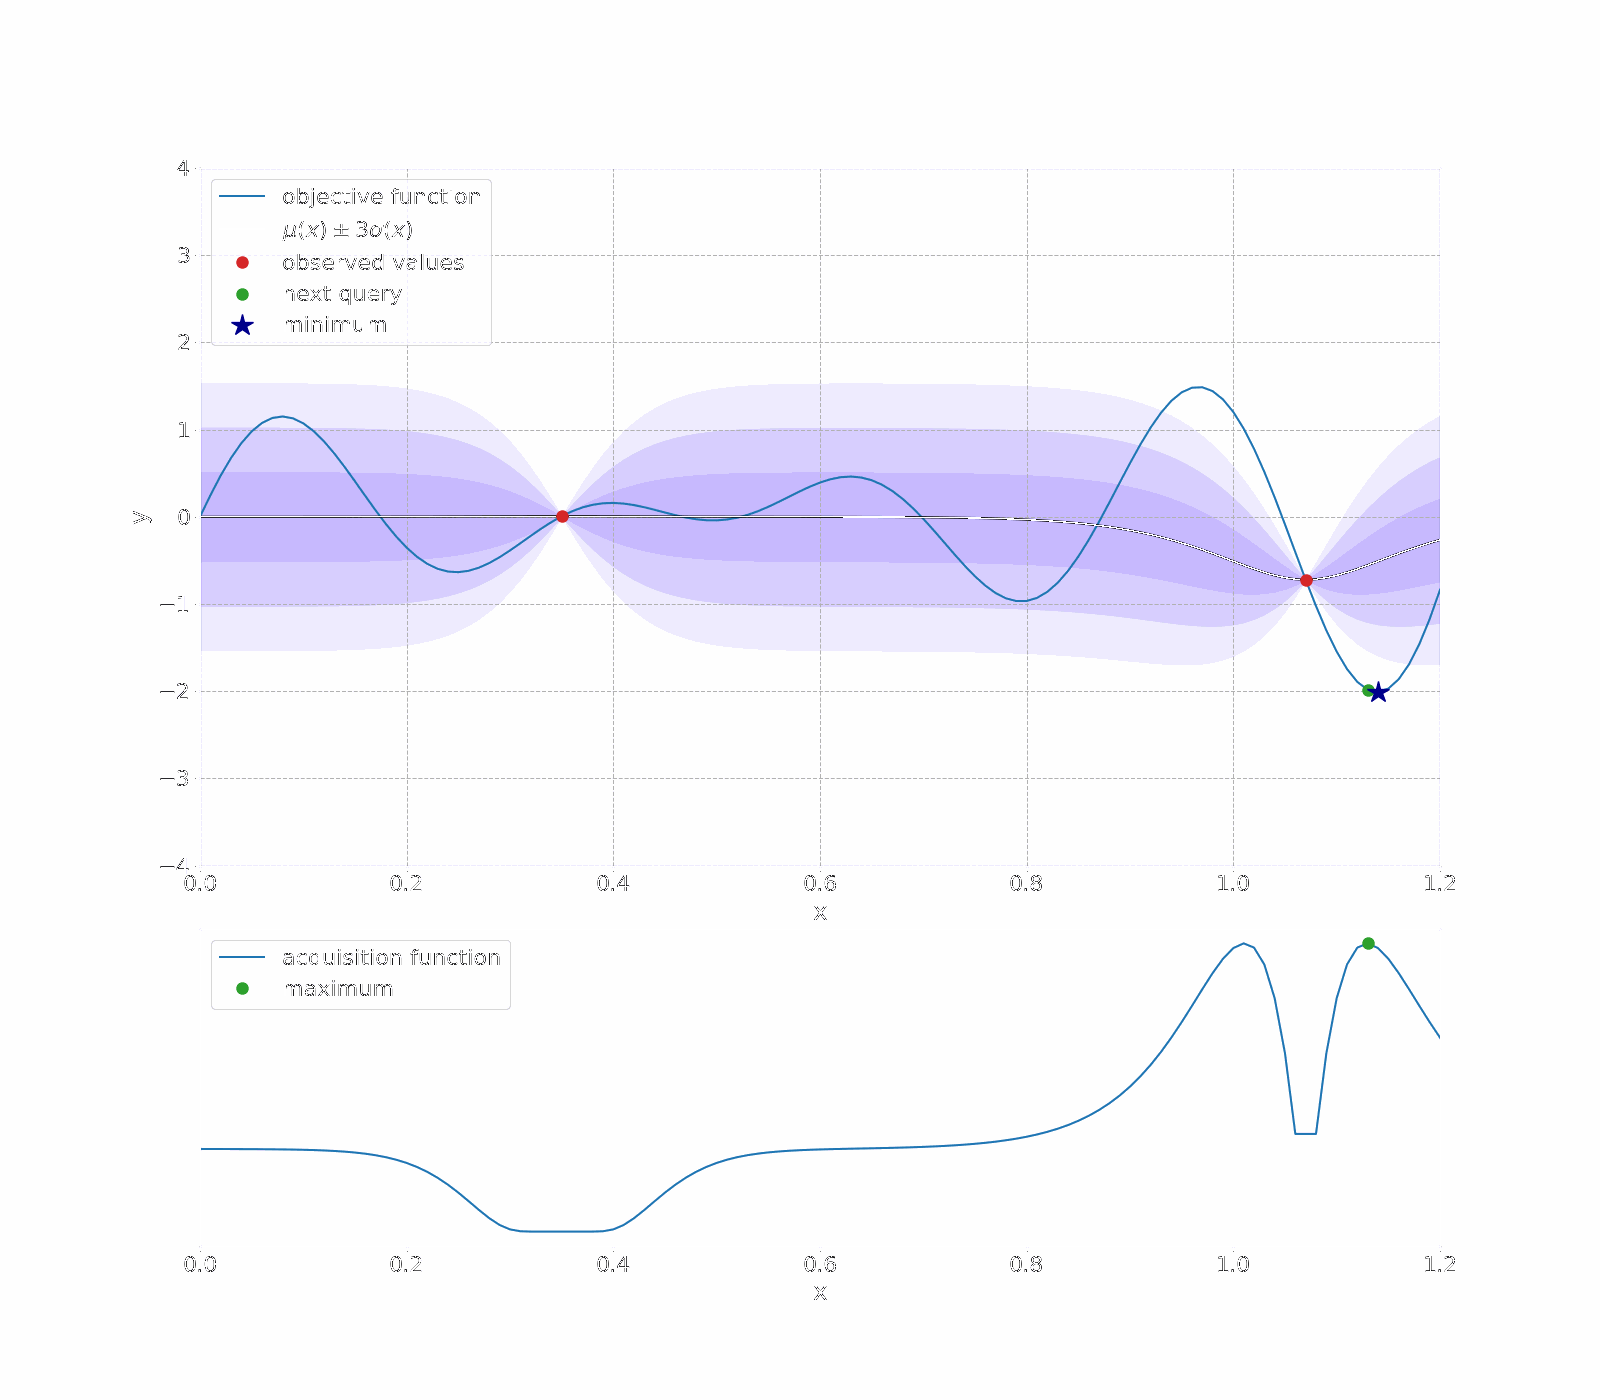 4
objective function
μ(x) ± 3σ(x)
3
observed values
next query
minimum
2
1
y
0
−1
−2
−3
−4
0.0 0.2 0.4 0.6 0.8 1.0 1.2
x
acquisition function
maximum
0.0 0.2 0.4 0.6 0.8 1.0 1.2
x